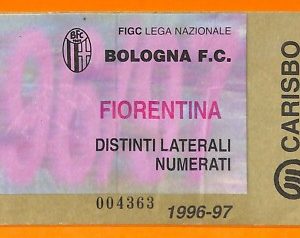 FIGC LEGA NAZIONALE
BFC
BOLOGNA F.C.
FIORENTINA
DISTINTI LATERALI
NUMERATI
004363
1996-97
CARISBO